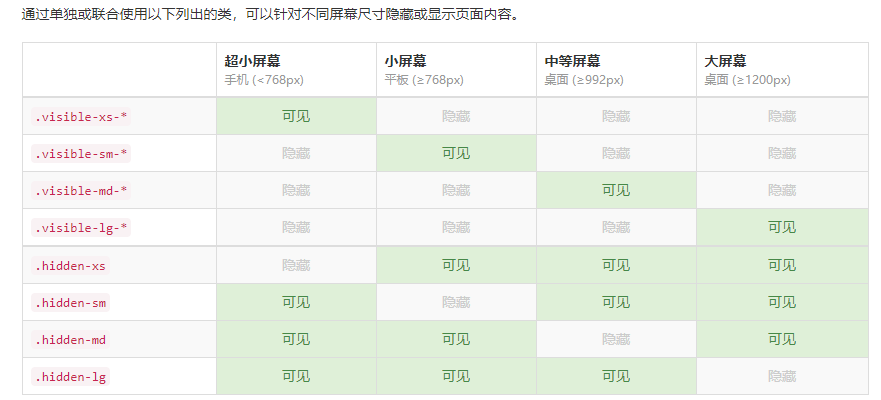 通过单独或联合使用以下列出的类，可以针对不同屏幕尺寸隐藏或显示页面内容。
超小屏幕 小屏幕 中等屏幕 大屏幕
手机 (<768px) 平板 (≥768px) 桌面 (≥992px) 桌面 (≥1200px)
.visible-xs-* 可见 隐藏 隐藏 隐藏
.visible-sm-* 隐藏 可见 隐藏 隐藏
.visible-md-* 隐藏 隐藏 可见 隐藏
.visible-lg-* 隐藏 隐藏 隐藏 可见
.hidden-xs 隐藏 可见 可见 可见
.hidden-sm 可见 隐藏 可见 可见
.hidden-md 可见 可见 隐藏 可见
.hidden-lg 可见 可见 可见 隐藏